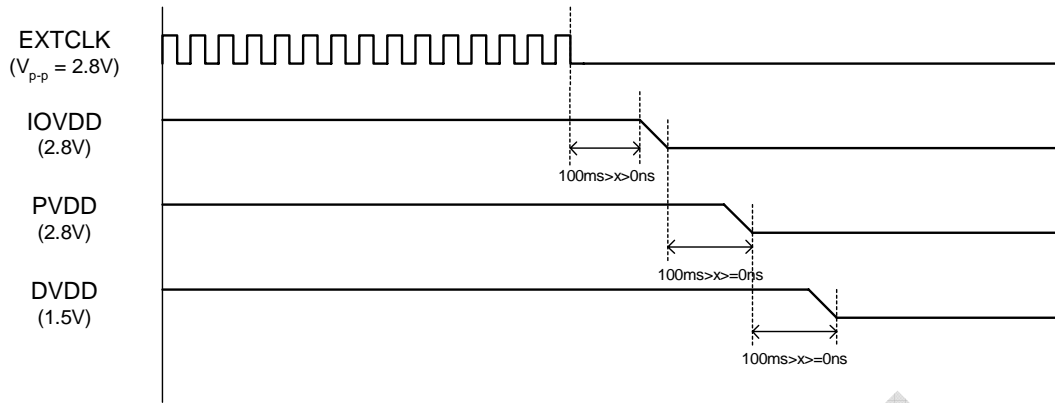 EXTCLK
(Vp-p = 2.8V)
IOVDD
(2.8V)
100ms>x>0ns
PVDD
(2.8V)
100ms>x>=0ns
DVDD
(1.5V)
100ms>x>=0ns